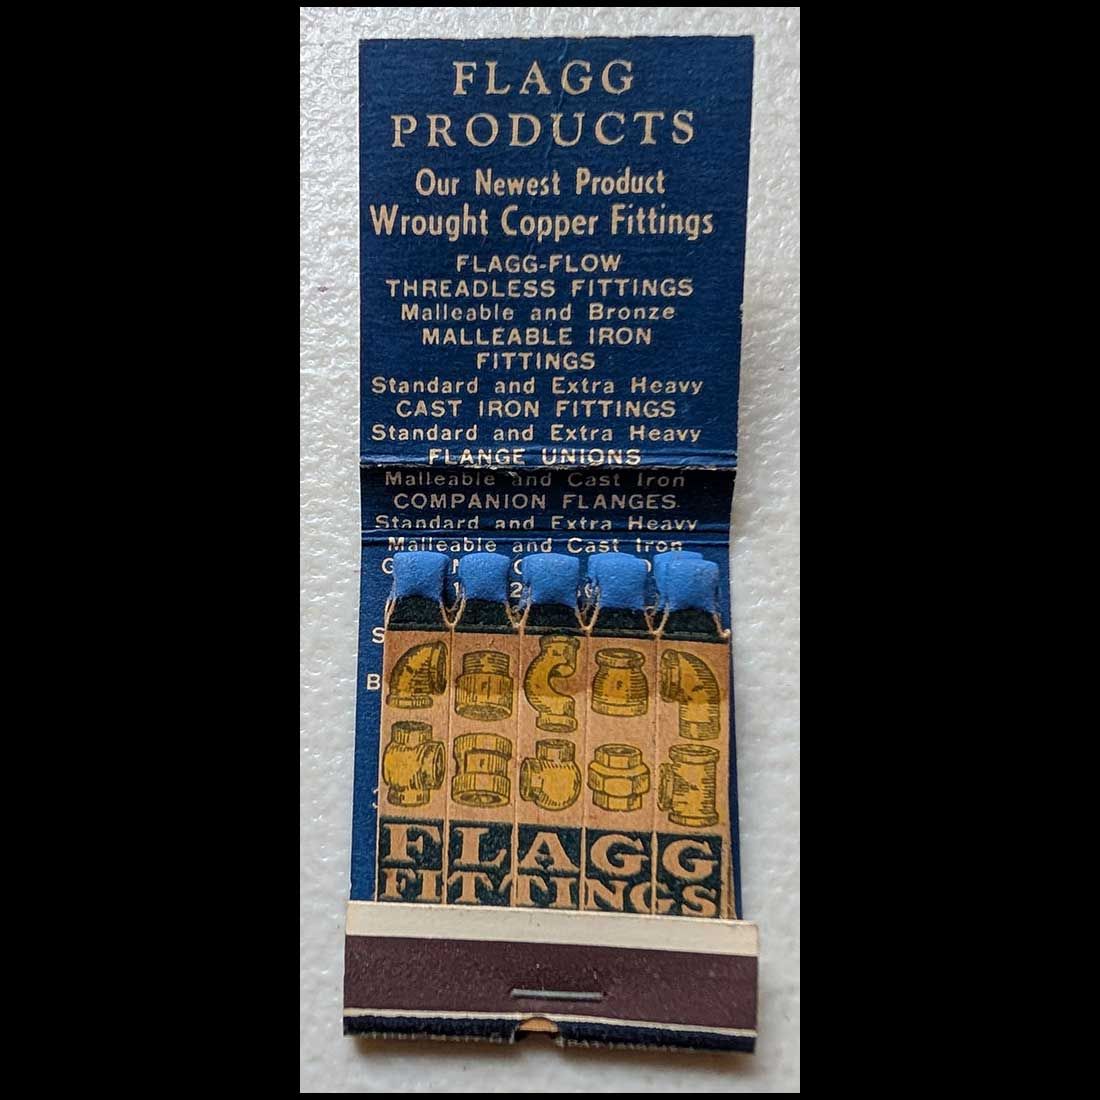 FLAGG
PRODUCTS
Our Newest Product
Wrought Copper Fittings
FLAGG-FLOW
THREADLESS FITTINGS
Malleable and Bronze
MALLEABLE IRON
FITTINGS
Standard and Extra Heavy
CAST IRON FITTINGS
Standard and Extra Heavy
FLANGE UNIONS
Malleable and Cast Iron
COMPANION FLANGES
Standard and Extra Heavy
Malleable and Cast Iron
FLAGG
FITTINGS